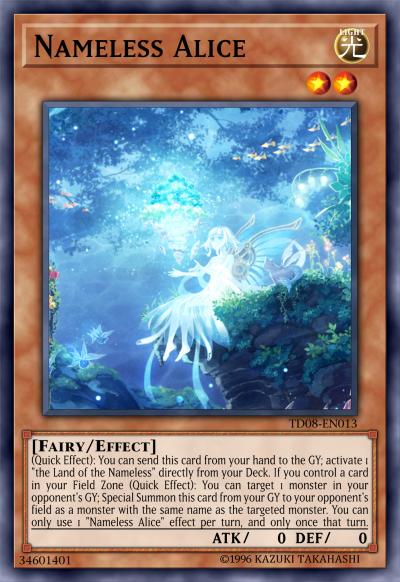 NAMELESS ALICE
LIGHT
光
TD08-EN013
[FAIRY/EFFECT]
(Quick Effect): You can send this card from your hand to the GY; activate 1
"the Land of the Nameless" directly from your Deck. If you control a card
in your Field Zone (Quick Effect): You can target 1 monster in your
opponent's GY; Special Summon this card from your GY to your opponent's
field as a monster with the same name as the targeted monster. You can
only use 1 "Nameless Alice" effect per turn, and only once that turn.
ATK/ 0 DEF/ 0
34601401 ©1996 KAZUKI TAKAHASHI